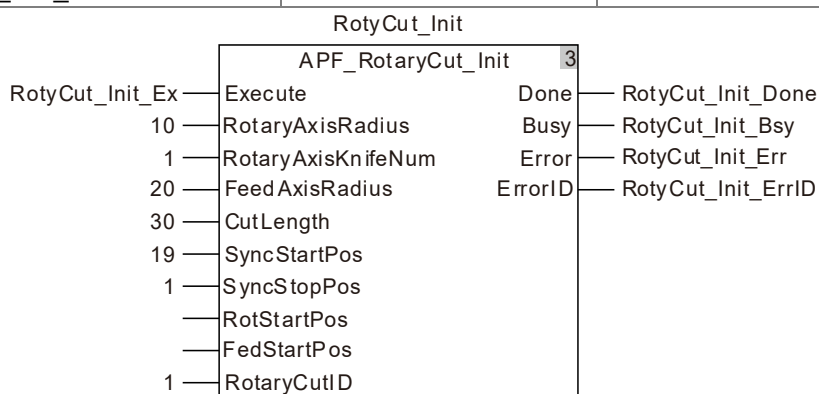 RotyCut_Init
APF_RotaryCut_Init 3
RotyCut_Init_Ex Execute Done RotyCut_Init_Done
10 RotaryAxisRadius Busy RotyCut_Init_Bsy
1 RotaryAxisKnifeNum Error RotyCut_Init_Err
20 FeedAxisRadius ErrorID RotyCut_Init_ErrID
30 CutLength
19 SyncStartPos
1 SyncStopPos
RotStartPos
FedStartPos
1 RotaryCutID